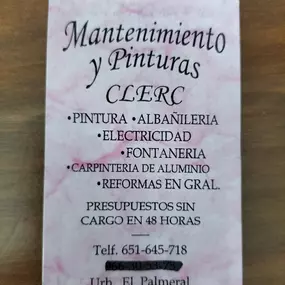 Mantenimiento
y Pinturas
CLERC
•PINTURA •ALBAÑILERIA
•ELECTRICIDAD
•FONTANERIA
•CARPINTERIA DE ALUMINIO
•REFORMAS EN GRAL.
PRESUPUESTOS SIN
CARGO EN 48 HORAS
Telf. 651-645-718
Urb. El Palmeral